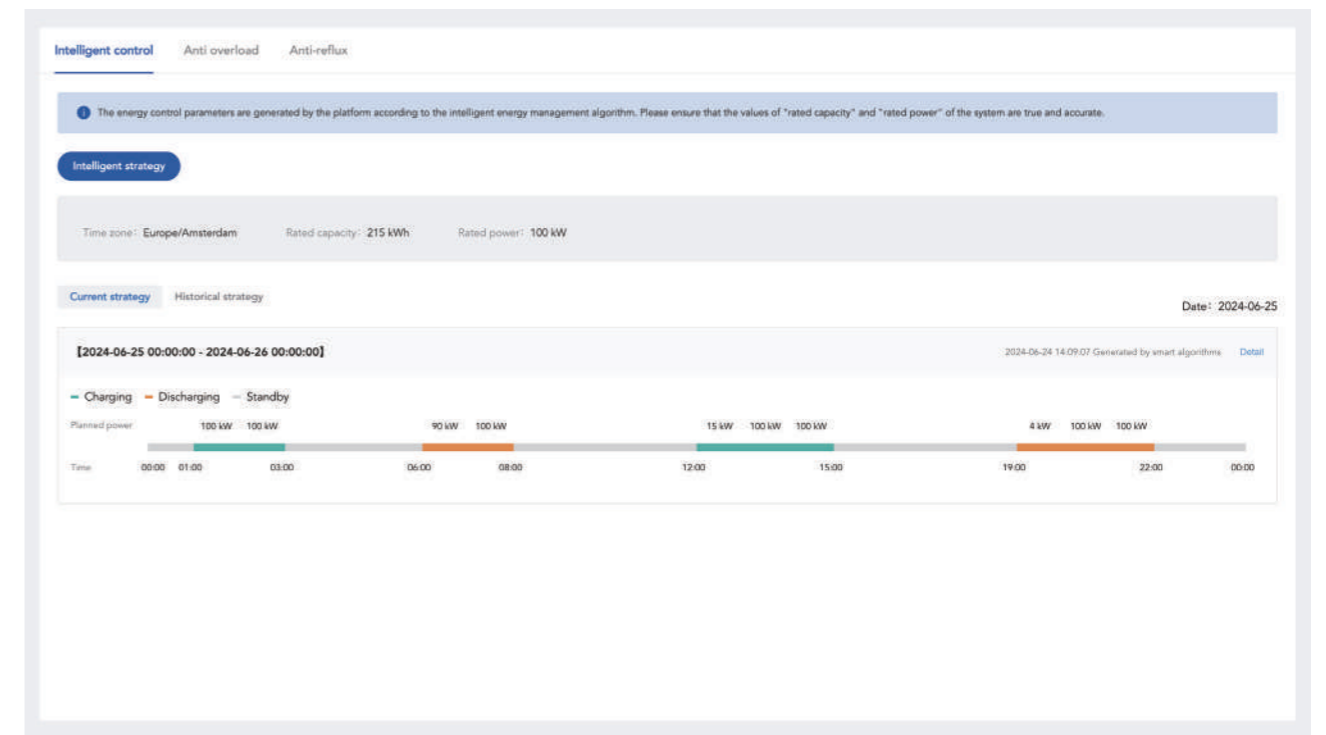 Intelligent control Anti overload Anti-reflux
The energy control parameters are generated by the platform according to the intelligent energy management algorithm. Please ensure that the values of "rated capacity" and "rated power" of the system are true and accurate.
Intelligent strategy
Time zone: Europe/Amsterdam Rated capacity: 215 kWh Rated power: 100 kW
Current strategy Historical strategy
Date: 2024-06-25
【2024-06-25 00:00:00 - 2024-06-26 00:00:00】 2024-06-24 14:09:07 Generated by smart algorithms Detail
Charging Discharging Standby
Planned power 100 kW 100 kW 90 kW 100 kW 15 kW 100 kW 100 kW 4 kW 100 kW 100 kW
Time 00:00 01:00 03:00 06:00 08:00 12:00 15:00 19:00 22:00 00:00